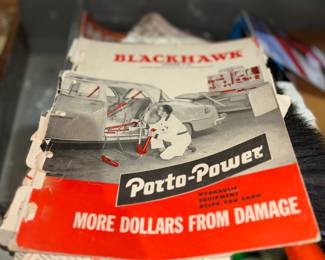 BLACKHAWK
Porto-Power
HYDRAULIC
EQUIPMENT
HELPS YOU EARN
MORE DOLLARS FROM DAMAGE